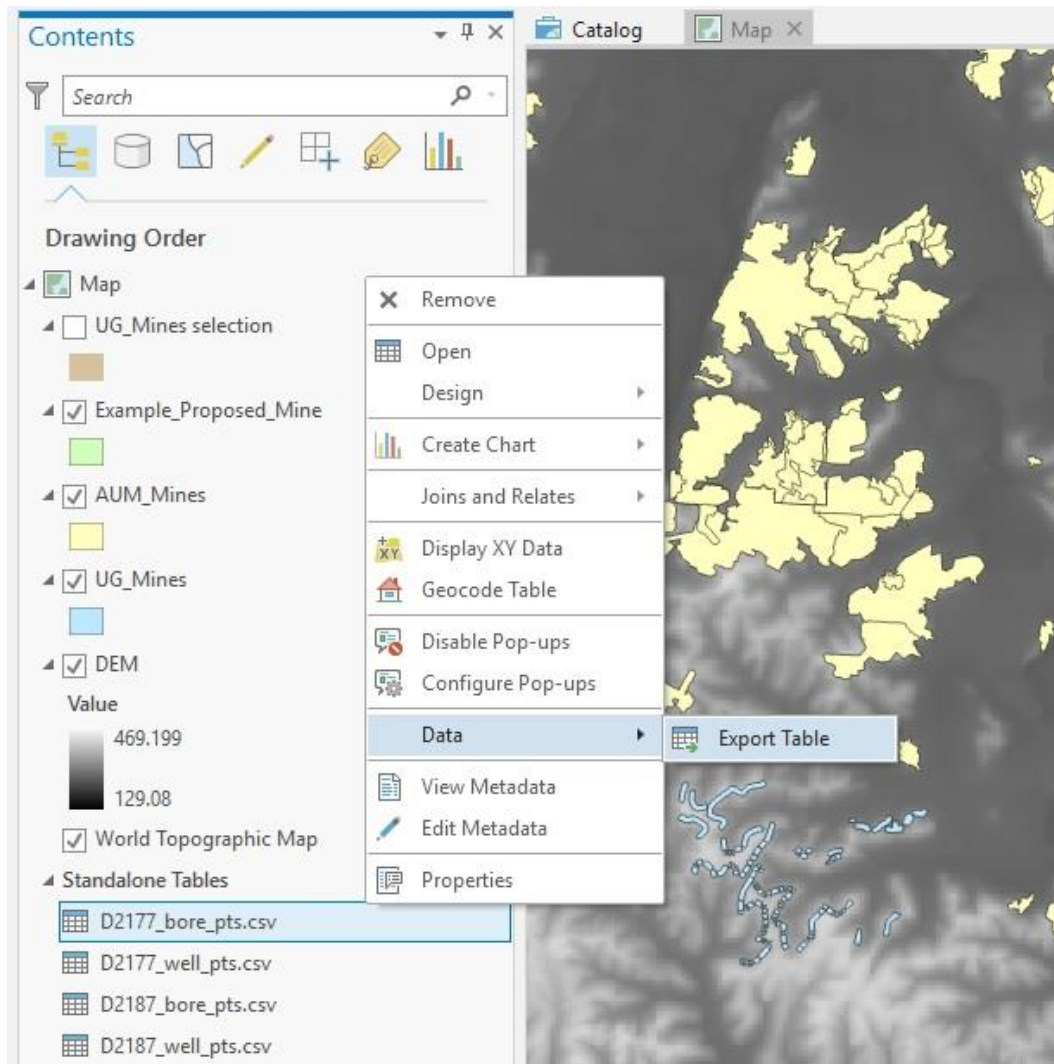 Contents
Search
Drawing Order
Map
UG_Mines selection
Example_Proposed_Mine
AUM_Mines
UG_Mines
DEM
Value
469.199
129.08
World Topographic Map
Standalone Tables
D2177_bore_pts.csv
D2177_well_pts.csv
D2187_bore_pts.csv
D2187_well_pts.csv
Remove
Open
Design
Create Chart
Joins and Relates
XY
Display XY Data
Geocode Table
Disable Pop-ups
Configure Pop-ups
Data
Export Table
View Metadata
Edit Metadata
Properties
Catalog
Map